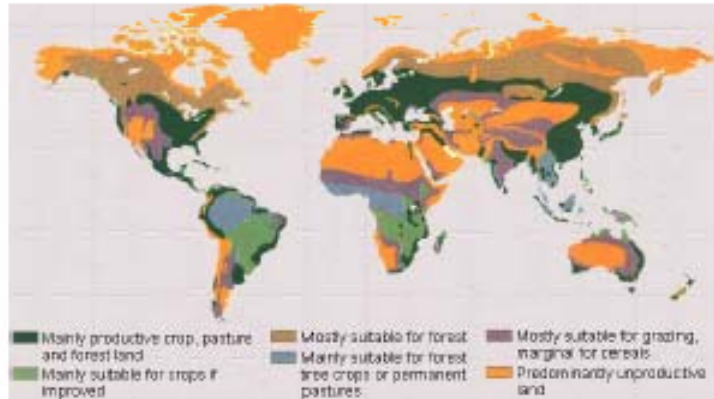 Mainly productive crop, pasture
and forest land
Mainly suitable for crops if
improved
Mostly suitable for forest
Mainly suitable for forest
tree crops or permanent
pastures
Mostly suitable for grazing,
marginal for cereals
Predominantly unproductive
land